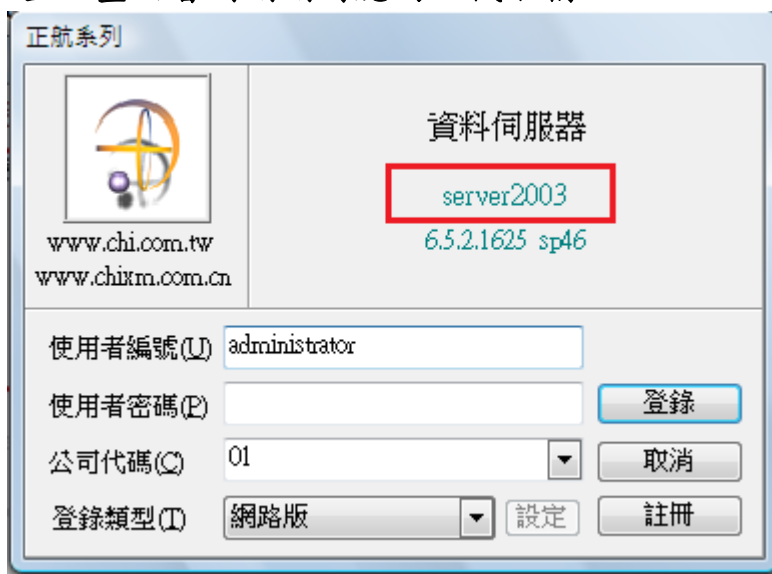 正航系列
資料伺服器
server2003
6.5.2.1625 sp46
www.chi.com.tw
www.chixm.com.cn
使用者編號(U) administrator
使用者密碼(P) 登錄
公司代碼(C) 01 取消
登錄類型(T) 網路版 設定 註冊